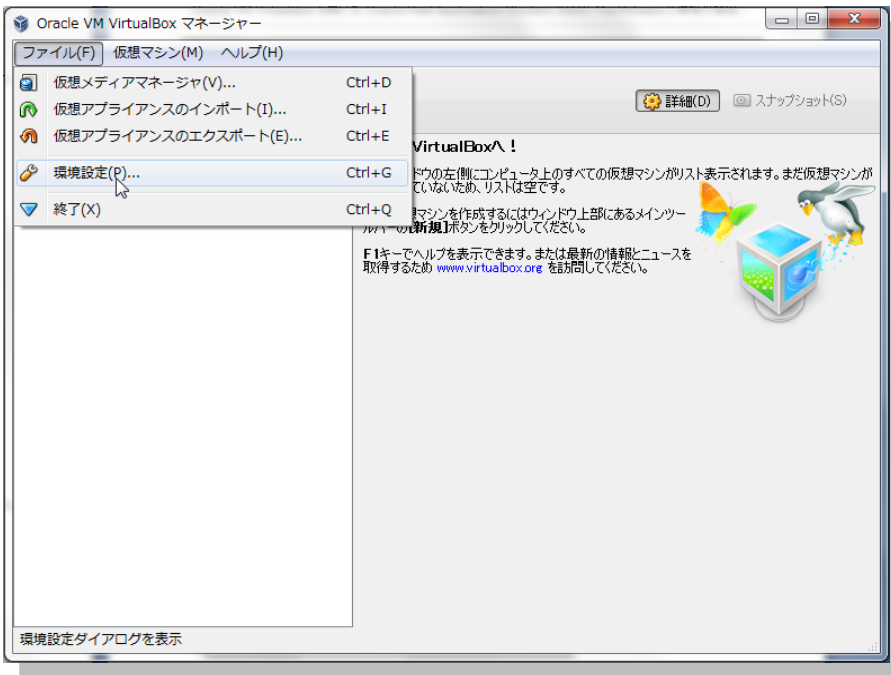 Oracle VM VirtualBox マネージャー
ファイル(F) 仮想マシン(M) ヘルプ(H)
仮想メディアマネージャ(V)... Ctrl+D
仮想アプライアンスのインポート(I)... Ctrl+I
仮想アプライアンスのエクスポート(E)... Ctrl+E
環境設定(P)... Ctrl+G
終了(X) Ctrl+Q
詳細(D) スナップショット(S)
VirtualBoxへ！
ドウの左側にコンピュータ上のすべての仮想マシンがリスト表示されます。まだ仮想マシンが
ていないため、リストは空です。
マシンを作成するにはウィンドウ上部にあるメインツー
ルバーの[新規]ボタンをクリックしてください。
F1キーでヘルプを表示できます。または最新の情報とニュースを
取得するため www.virtualbox.org を訪問してください。
環境設定ダイアログを表示